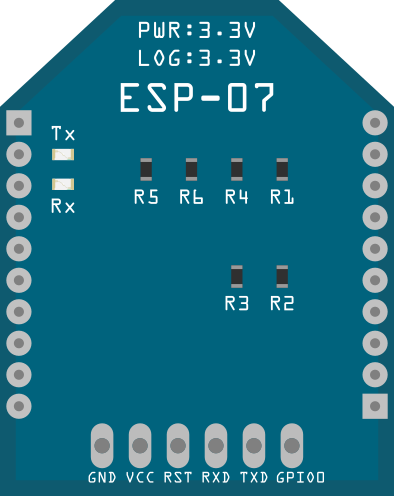 PWR:3.3V
LOG:3.3V
ESP-07
Tx
Rx
R5 R6 R4 R1
R3 R2
GND VCC RST RXD TXD GPIO0